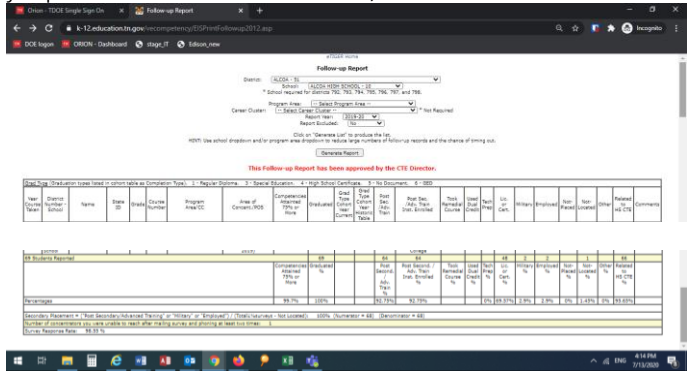 Orion - TDOE Single Sign On
Follow-up Report
k-12.education.tn.gov/vecompetency/EISPrintFollowup2012.asp
Incognito
DOE logon
ORION - Dashboard
stage_IT
Edison_new
eTIGER Home
Follow-up Report
District: ALCOA - 51
School: ALCOA HIGH SCHOOL - 10
* School required for districts 792, 793, 794, 795, 796, 797, and 798.
Program Area: -- Select Program Area --
Career Cluster: -- Select Career Cluster -- * Not Required
Report Year: 2019-20
Report Excluded: No
Click on "Generate List" to produce the list.
HINT: Use school dropdown and/or program area dropdown to reduce large numbers of follow-up records and the chance of timing out.
Generate Report
This Follow-up Report has been approved by the CTE Director.
Grad Type (Graduation types listed in cohort table as Completion Type). 1 - Regular Diploma. 3 - Special Education. 4 - High School Certificate. 5 - No Document. 6 - GED
Year Course Taken
District Number - School
Name
State ID
Grade
Course Number
Program Area/CC
Area of Concent./POS
Competencies Attained 75% or More
Graduated
Grad Type Cohort Year Current
Grad Type Cohort Year Historic Table
Post Sec. /Adv. Train
Post Sec. /Adv. Train Inst. Enrolled
Took Remedial Course
Used Dual Credit
Tech Prep
Lic. or Cert.
Military
Employed
Not-Placed
Not-Located
Other
Related to HS CTE
Comments
69 Students Reported 69 64 64 48 2 2 1 66
Competencies Attained 75% or More
Graduated %
Post Second. / Adv. Train %
Post Second. / Adv. Train Inst. Enrolled %
Took Remedial Course %
Used Dual Credit %
Tech Prep %
Lic. or Cert. %
Military %
Employed %
Not-Placed %
Not-Located %
Other %
Related to HS CTE %
Percentages 99.7% 100% 92.75% 92.75% 0% 69.57% 2.9% 2.9% 0% 1.45% 0% 95.65%
Secondary Placement = ("Post Secondary/Advanced Training" or "Military" or "Employed") / (Total Surveys - Not Located) 100% (Numerator = 68) (Denominator = 68)
Number of concentrators you were unable to reach after mailing survey and phoning at least two times: 1
Survey Response Rate: 98.55 %
ENG
4:14 PM
7/13/2020